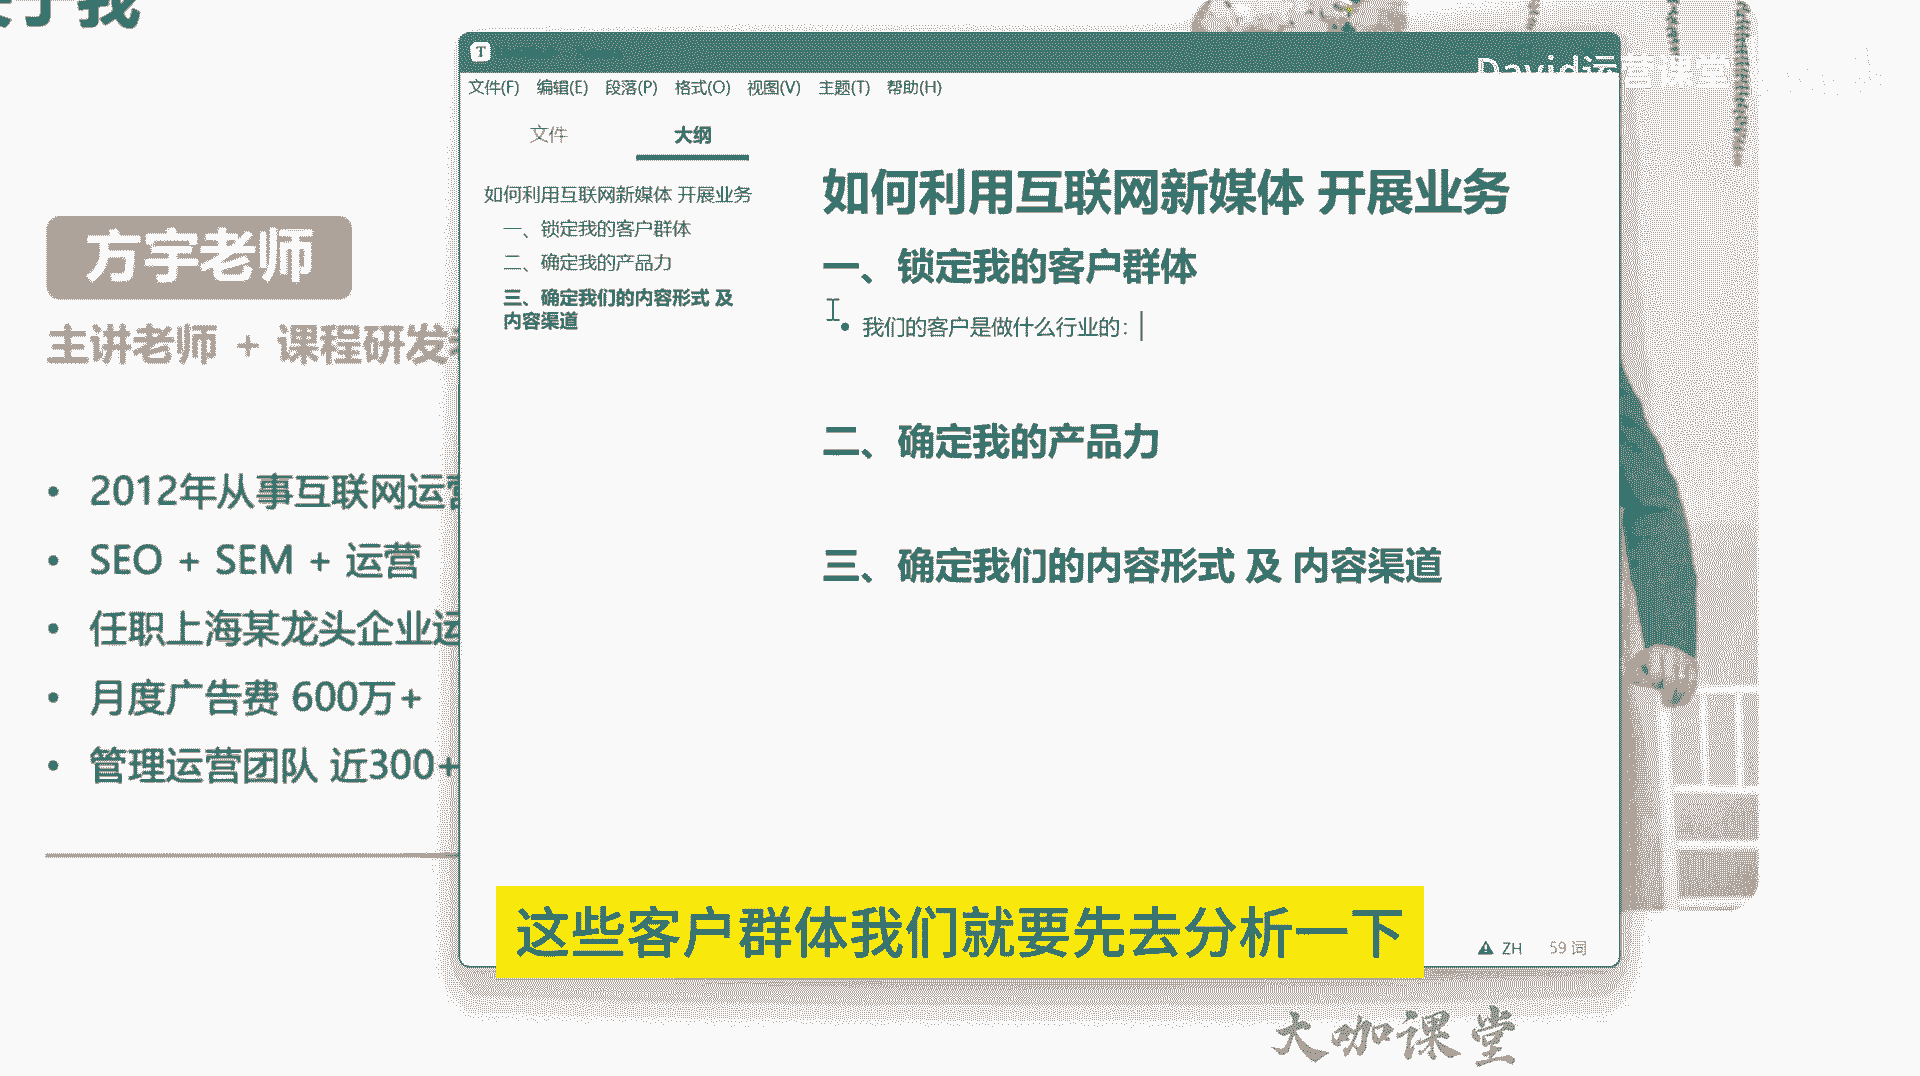 方宇老师
主讲老师 + 课程研发
2012年从事互联网运营
SEO + SEM + 运营
任职上海某龙头企业运
月度广告费 600万+
管理运营团队 近300+
T
David运营课堂
文件(F) 编辑(E) 段落(P) 格式(O) 视图(V) 主题(T) 帮助(H)
文件 大纲
如何利用互联网新媒体 开展业务
一、锁定我的客户群体
二、确定我的产品力
三、确定我们的内容形式 及
内容渠道
如何利用互联网新媒体 开展业务
一、锁定我的客户群体
我们的客户是做什么行业的：
二、确定我的产品力
三、确定我们的内容形式 及 内容渠道
这些客户群体我们就要先去分析一下
ZH 59 词
大咖课堂